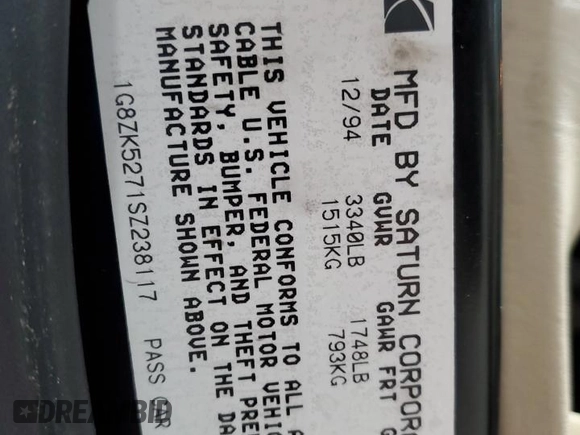 MFD BY SATURN CORPOR
DATE GVWR GAWR FRT G
12/94 3340LB 1748LB
1515KG 793KG
THIS VEHICLE CONFORMS TO ALL A
CABLE U.S. FEDERAL MOTOR VEHIC
SAFETY, BUMPER, AND THEFT PREV
STANDARDS IN EFFECT ON THE DA
MANUFACTURE SHOWN ABOVE.
1G8ZK5271SZ238117 PASS CAR
DREAMBID